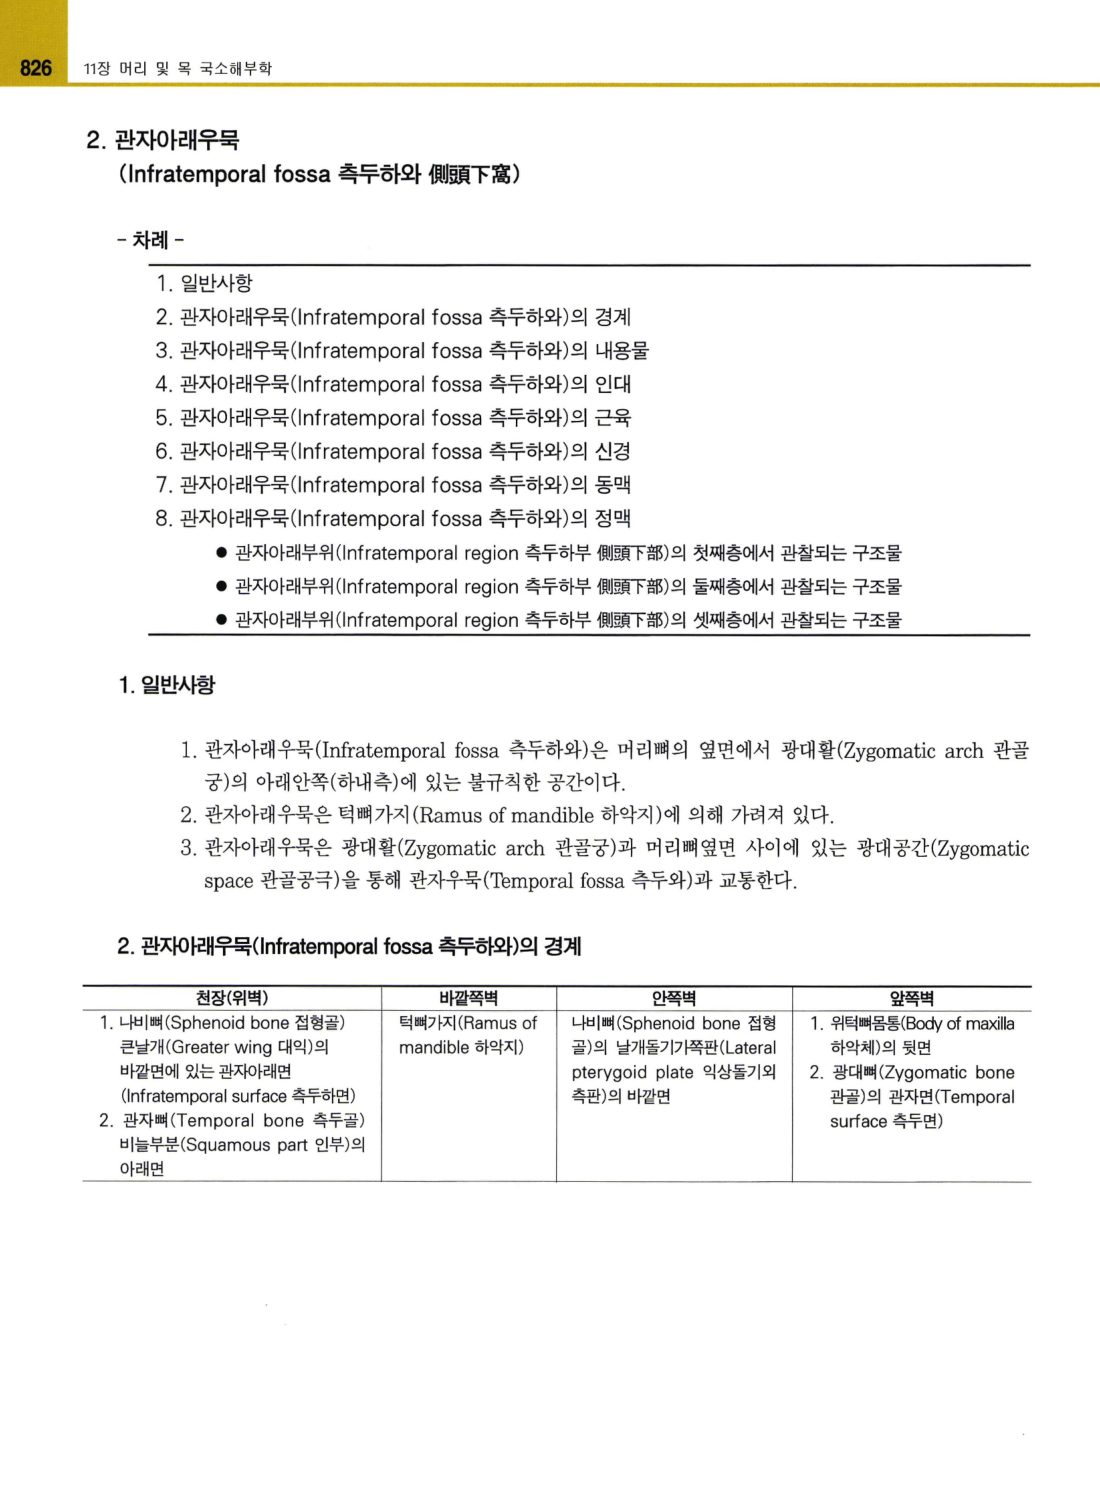 826
11장 머리 및 목 국소해부학
2. 관자아래우묵
(Infratemporal fossa 측두하와 側頭下窩)
- 차례 -
1. 일반사항
2. 관자아래우묵(Infratemporal fossa 측두하와)의 경계
3. 관자아래우묵(Infratemporal fossa 측두하와)의 내용물
4. 관자아래우묵(Infratemporal fossa 측두하와)의 인대
5. 관자아래우묵(Infratemporal fossa 측두하와)의 근육
6. 관자아래우묵(Infratemporal fossa 측두하와)의 신경
7. 관자아래우묵(Infratemporal fossa 측두하와)의 동맥
8. 관자아래우묵(Infratemporal fossa 측두하와)의 정맥
● 관자아래부위(Infratemporal region 측두하부 側頭下部)의 첫째층에서 관찰되는 구조물
● 관자아래부위(Infratemporal region 측두하부 側頭下部)의 둘째층에서 관찰되는 구조물
● 관자아래부위(Infratemporal region 측두하부 側頭下部)의 셋째층에서 관찰되는 구조물
1. 일반사항
1. 관자아래우묵(Infratemporal fossa 측두하와)은 머리뼈의 옆면에서 광대활(Zygomatic arch 관골
궁)의 아래안쪽(하내측)에 있는 불규칙한 공간이다.
2. 관자아래우묵은 턱뼈가지(Ramus of mandible 하악지)에 의해 가려져 있다.
3. 관자아래우묵은 광대활(Zygomatic arch 관골궁)과 머리뼈옆면 사이에 있는 광대공간(Zygomatic
space 관골공극)을 통해 관자우묵(Temporal fossa 측두와)과 교통한다.
2. 관자아래우묵(Infratemporal fossa 측두하와)의 경계
천장(위벽)
1. 나비뼈(Sphenoid bone 접형골)
큰날개(Greater wing 대익)의
바깥면에 있는 관자아래면
(Infratemporal surface 측두하면)
2. 관자뼈(Temporal bone 측두골)
비늘부분(Squamous part 인부)의
아래면
바깥쪽벽
턱뼈가지(Ramus of
mandible 하악지)
안쪽벽
나비뼈(Sphenoid bone 접형
골)의 날개돌기가쪽판(Lateral
pterygoid plate 익상돌기외
측판)의 바깥면
앞쪽벽
1. 위턱뼈몸통(Body of maxilla
하악체)의 뒷면
2. 광대뼈(Zygomatic bone
관골)의 관자면(Temporal
surface 측두면)